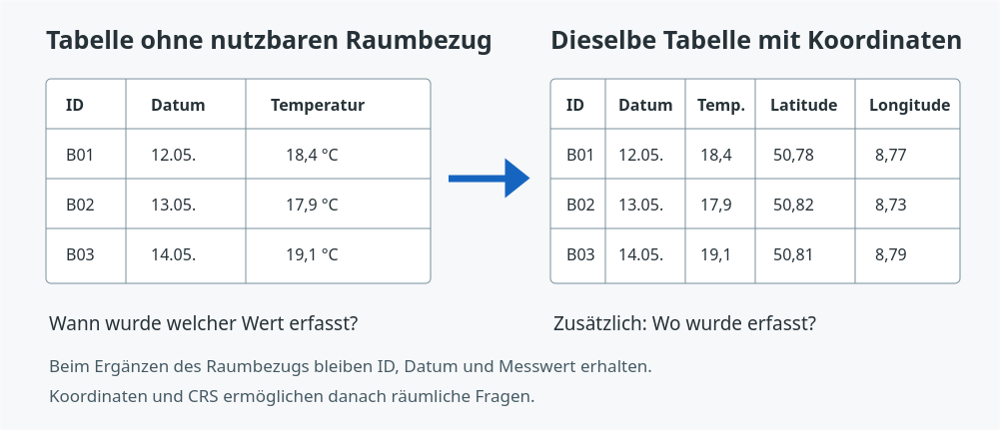 Tabelle ohne nutzbaren Raumbezug
ID Datum Temperatur
B01 12.05. 18,4 °C
B02 13.05. 17,9 °C
B03 14.05. 19,1 °C
Wann wurde welcher Wert erfasst?
Dieselbe Tabelle mit Koordinaten
ID Datum Temp. Latitude Longitude
B01 12.05. 18,4 50,78 8,77
B02 13.05. 17,9 50,82 8,73
B03 14.05. 19,1 50,81 8,79
Zusätzlich: Wo wurde erfasst?
Beim Ergänzen des Raumbezugs bleiben ID, Datum und Messwert erhalten.
Koordinaten und CRS ermöglichen danach räumliche Fragen.